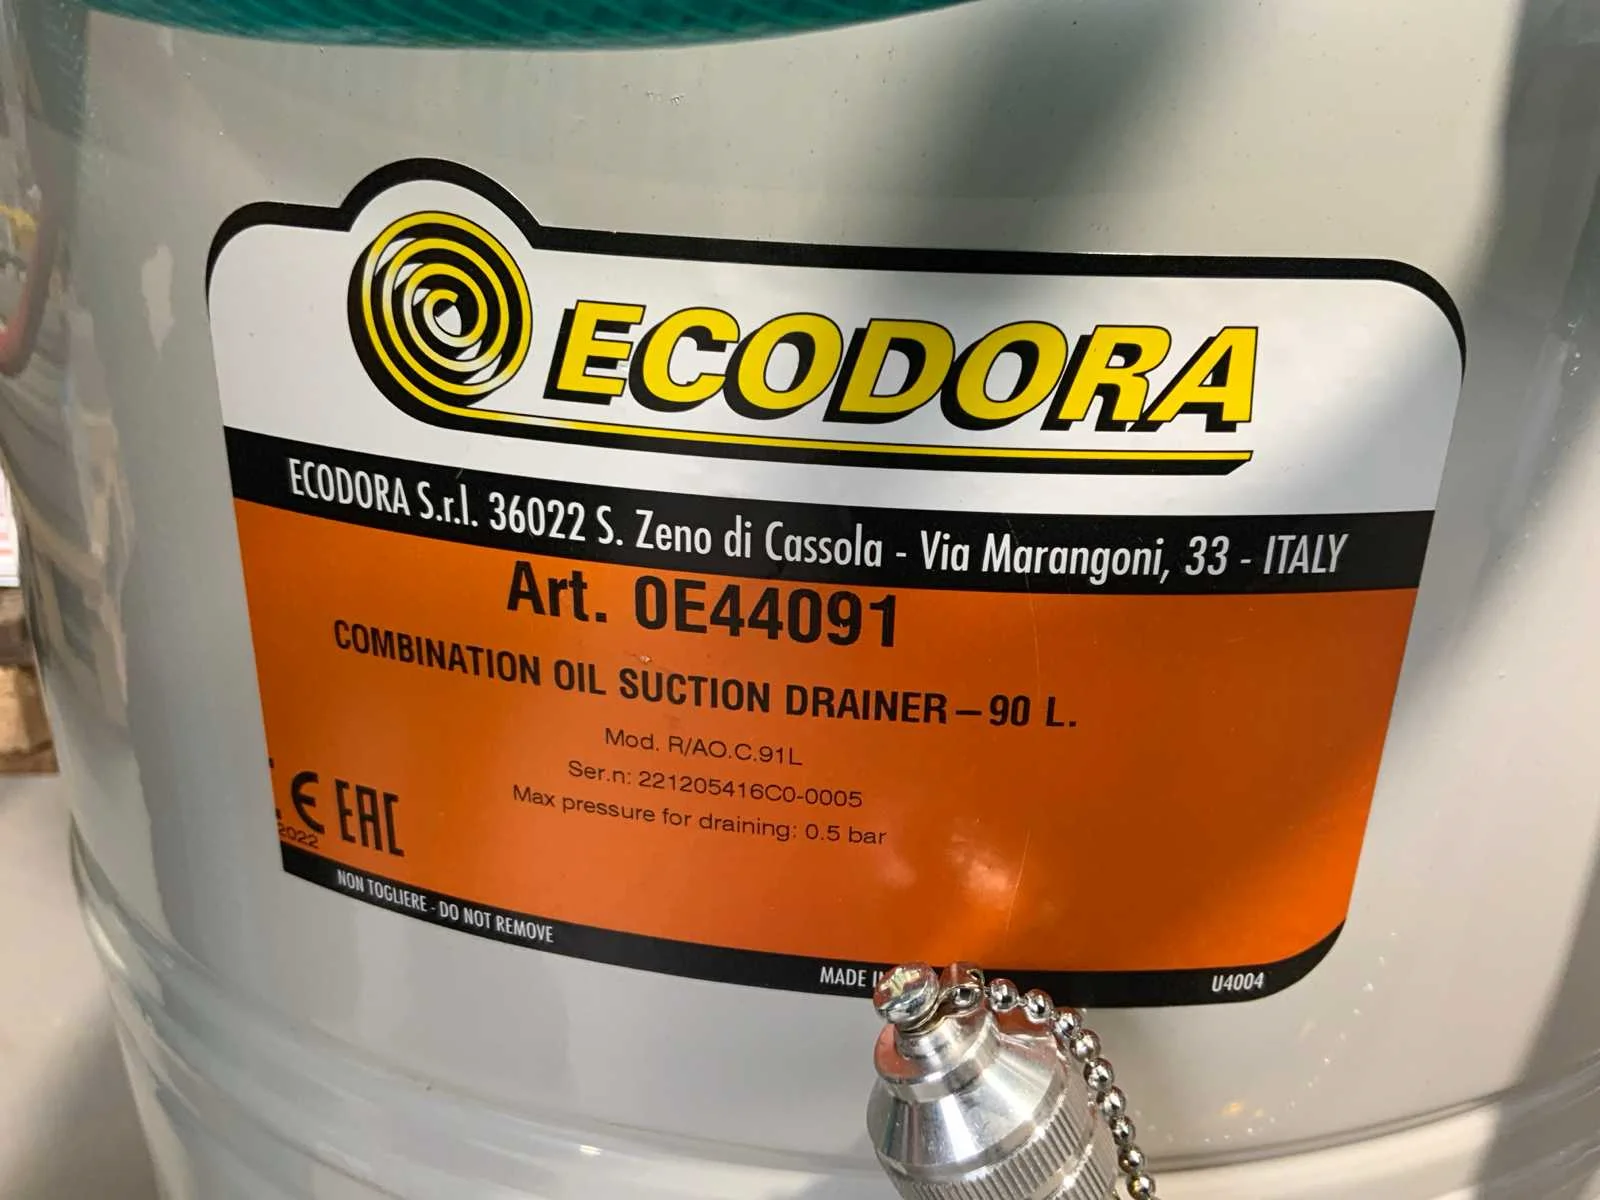 ECODORA
ECODORA S.r.l. 36022 S. Zeno di Cassola - Via Marangoni, 33 - ITALY
Art. 0E44091
COMBINATION OIL SUCTION DRAINER – 90 L.
Mod. R/AO.C.91L
Ser.n: 221205416C0-0005
Max pressure for draining: 0.5 bar
CE EAC
2022
NON TOGLIERE - DO NOT REMOVE
MADE
U4004